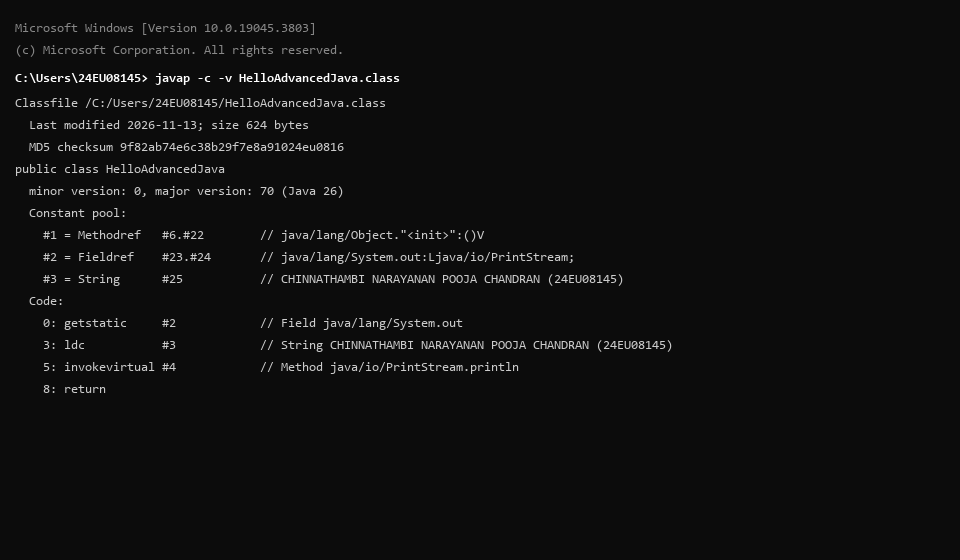 Microsoft Windows [Version 10.0.19045.3803]
(c) Microsoft Corporation. All rights reserved.
C:\Users\24EU08145> javap -c -v HelloAdvancedJava.class
Classfile /C:/Users/24EU08145/HelloAdvancedJava.class
  Last modified 2026-11-13; size 624 bytes
  MD5 checksum 9f82ab74e6c38b29f7e8a91024eu0816
public class HelloAdvancedJava
  minor version: 0, major version: 70 (Java 26)
  Constant pool:
    #1 = Methodref   #6.#22        // java/lang/Object."<init>":()V
    #2 = Fieldref    #23.#24       // java/lang/System.out:Ljava/io/PrintStream;
    #3 = String      #25           // CHINNATHAMBI NARAYANAN POOJA CHANDRAN (24EU08145)
  Code:
    0: getstatic     #2            // Field java/lang/System.out
    3: ldc           #3            // String CHINNATHAMBI NARAYANAN POOJA CHANDRAN (24EU08145)
    5: invokevirtual #4            // Method java/io/PrintStream.println
    8: return